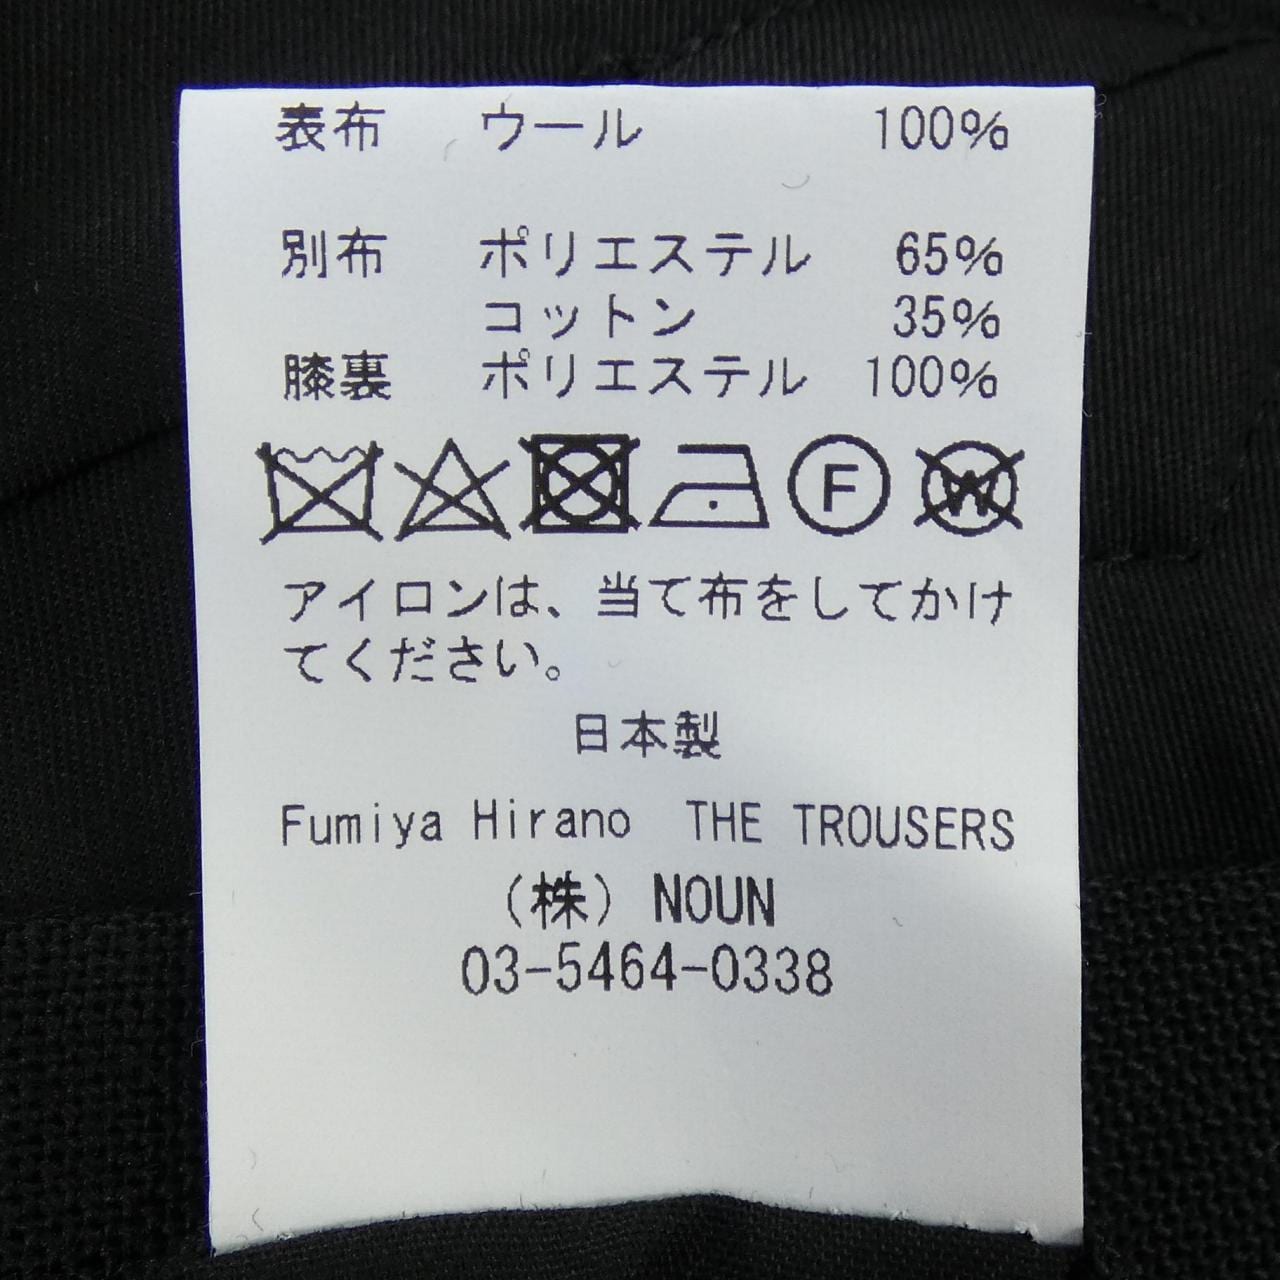 表布 ウール 100%
別布 ポリエステル 65%
コットン 35%
膝裏 ポリエステル 100%
F W
アイロンは、当て布をしてかけ
てください。
日本製
Fumiya Hirano THE TROUSERS
(株) NOUN
03-5464-0338